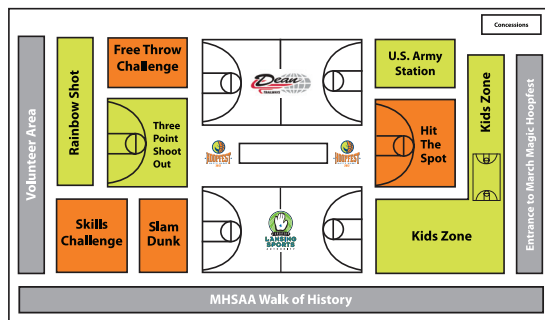 Concessions
Volunteer Area
Rainbow Shot
Free Throw
Challenge
Three
Point
Shoot
Out
Skills
Challenge
Slam
Dunk
Dean
TRAILWAYS
HOOPFEST
HOOPFEST
LANSING
SPORTS
U.S. Army
Station
Hit
The
Spot
Kids Zone
Kids Zone
Entrance to March Magic Hoopfest
MHSAA Walk of History